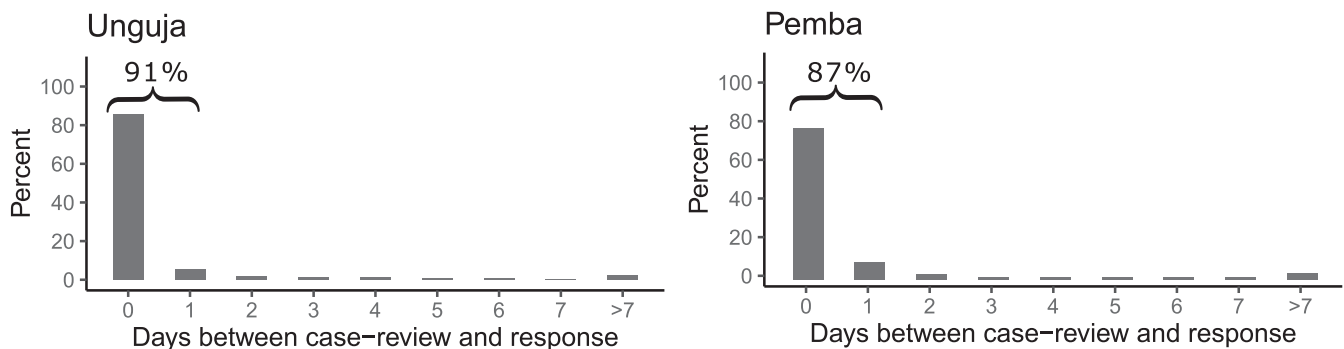 Unguja
91%
Percent
100
80
60
40
20
0
0 1 2 3 4 5 6 7 >7
Days between case−review and response
Pemba
87%
Percent
100
80
60
40
20
0
0 1 2 3 4 5 6 7 >7
Days between case−review and response